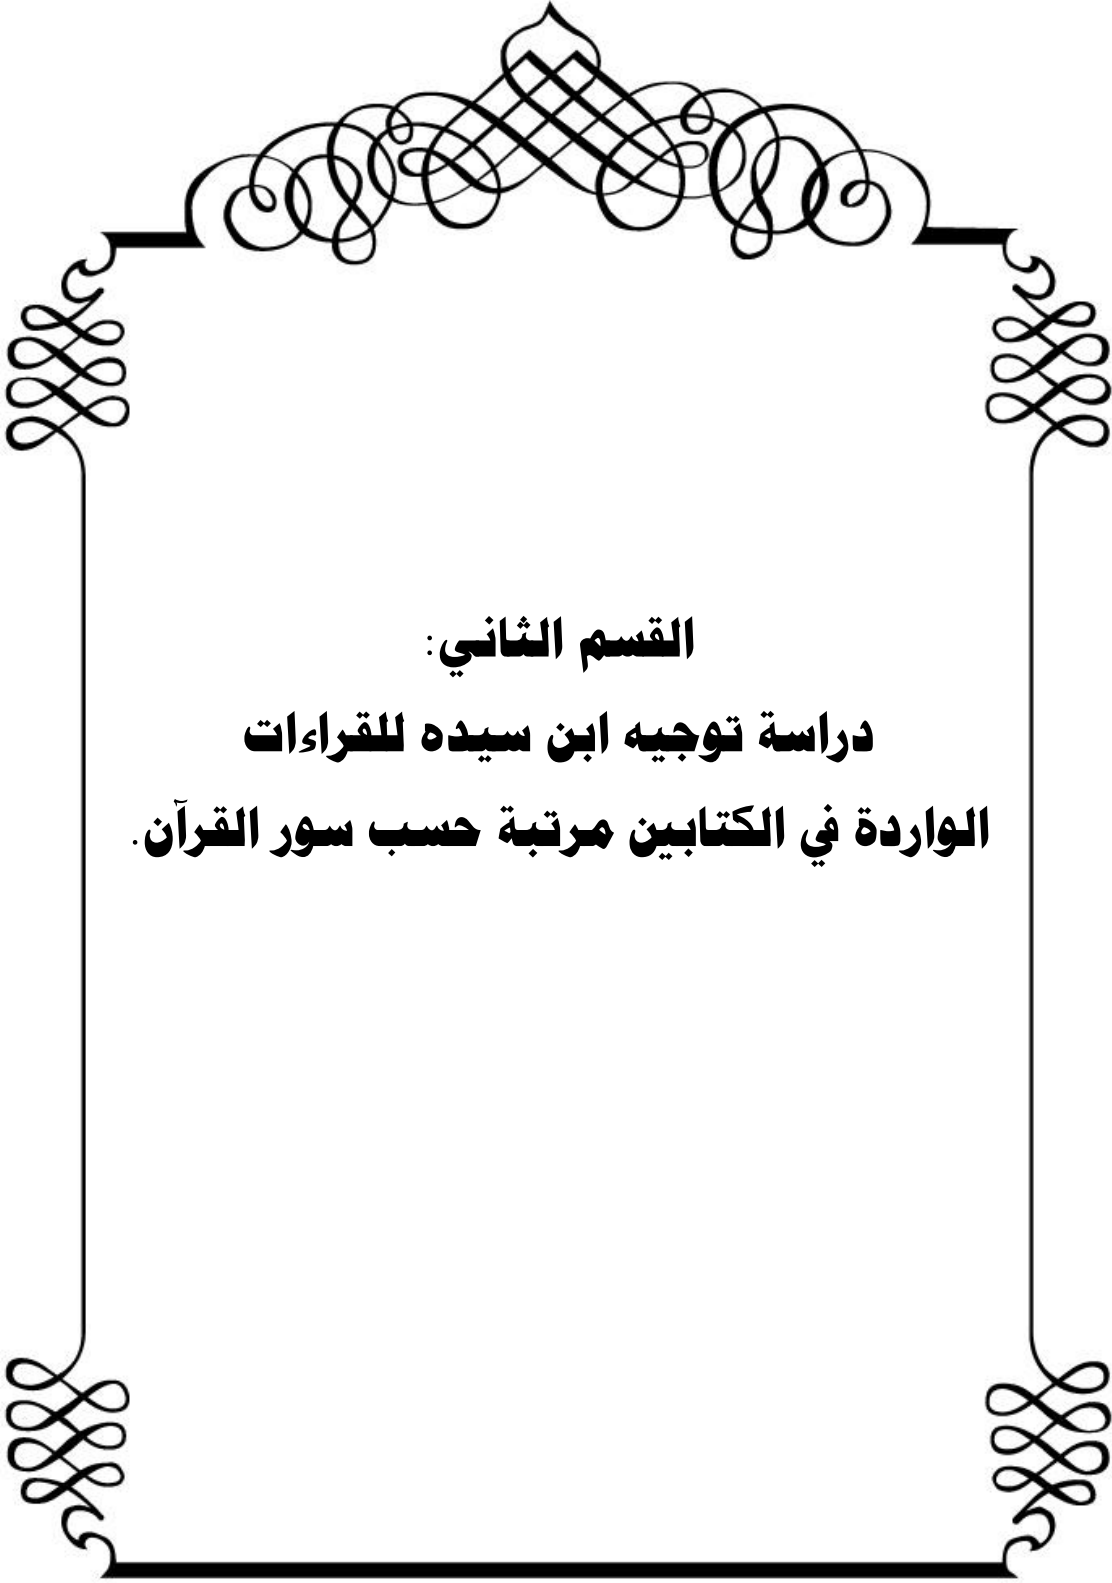 القسم الثاني:
دراسة توجيه ابن سيده للقراءات
الواردة في الكتابين مرتبة حسب سور القرآن.